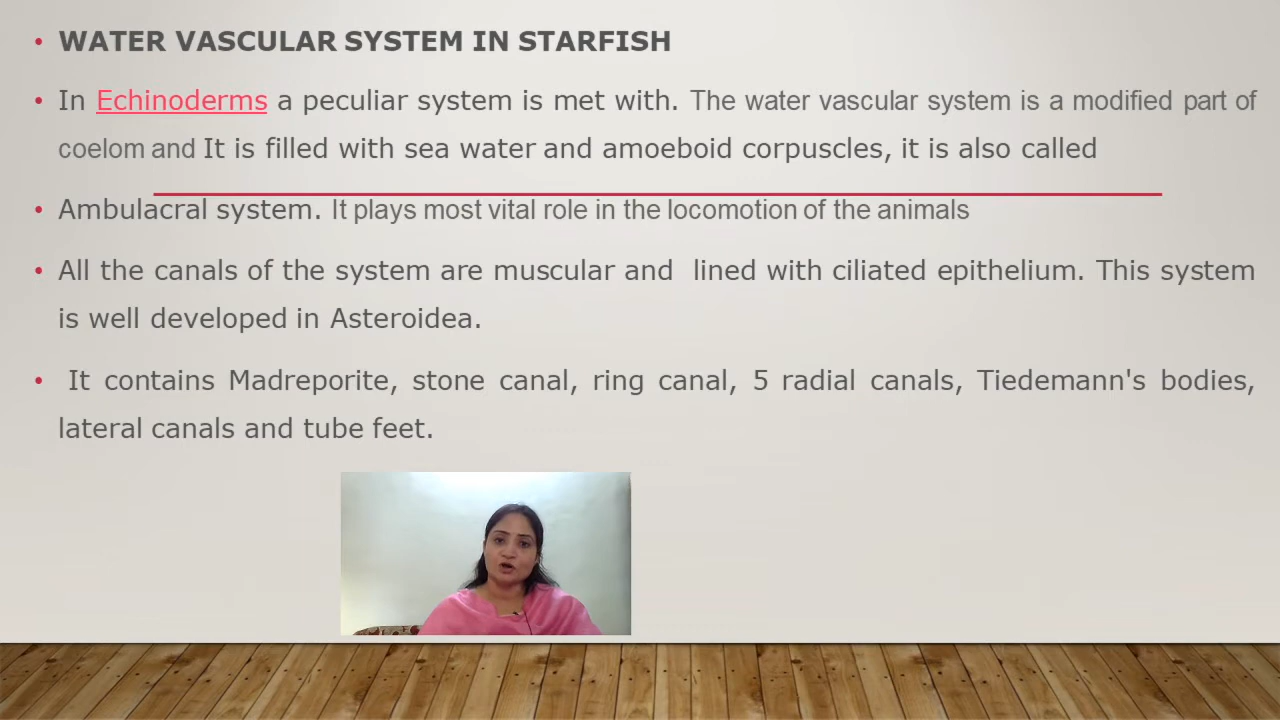 WATER VASCULAR SYSTEM IN STARFISH
In Echinoderms a peculiar system is met with. The water vascular system is a modified part of
coelom and It is filled with sea water and amoeboid corpuscles, it is also called
Ambulacral system. It plays most vital role in the locomotion of the animals
All the canals of the system are muscular and lined with ciliated epithelium. This system
is well developed in Asteroidea.
It contains Madreporite, stone canal, ring canal, 5 radial canals, Tiedemann's bodies,
lateral canals and tube feet.